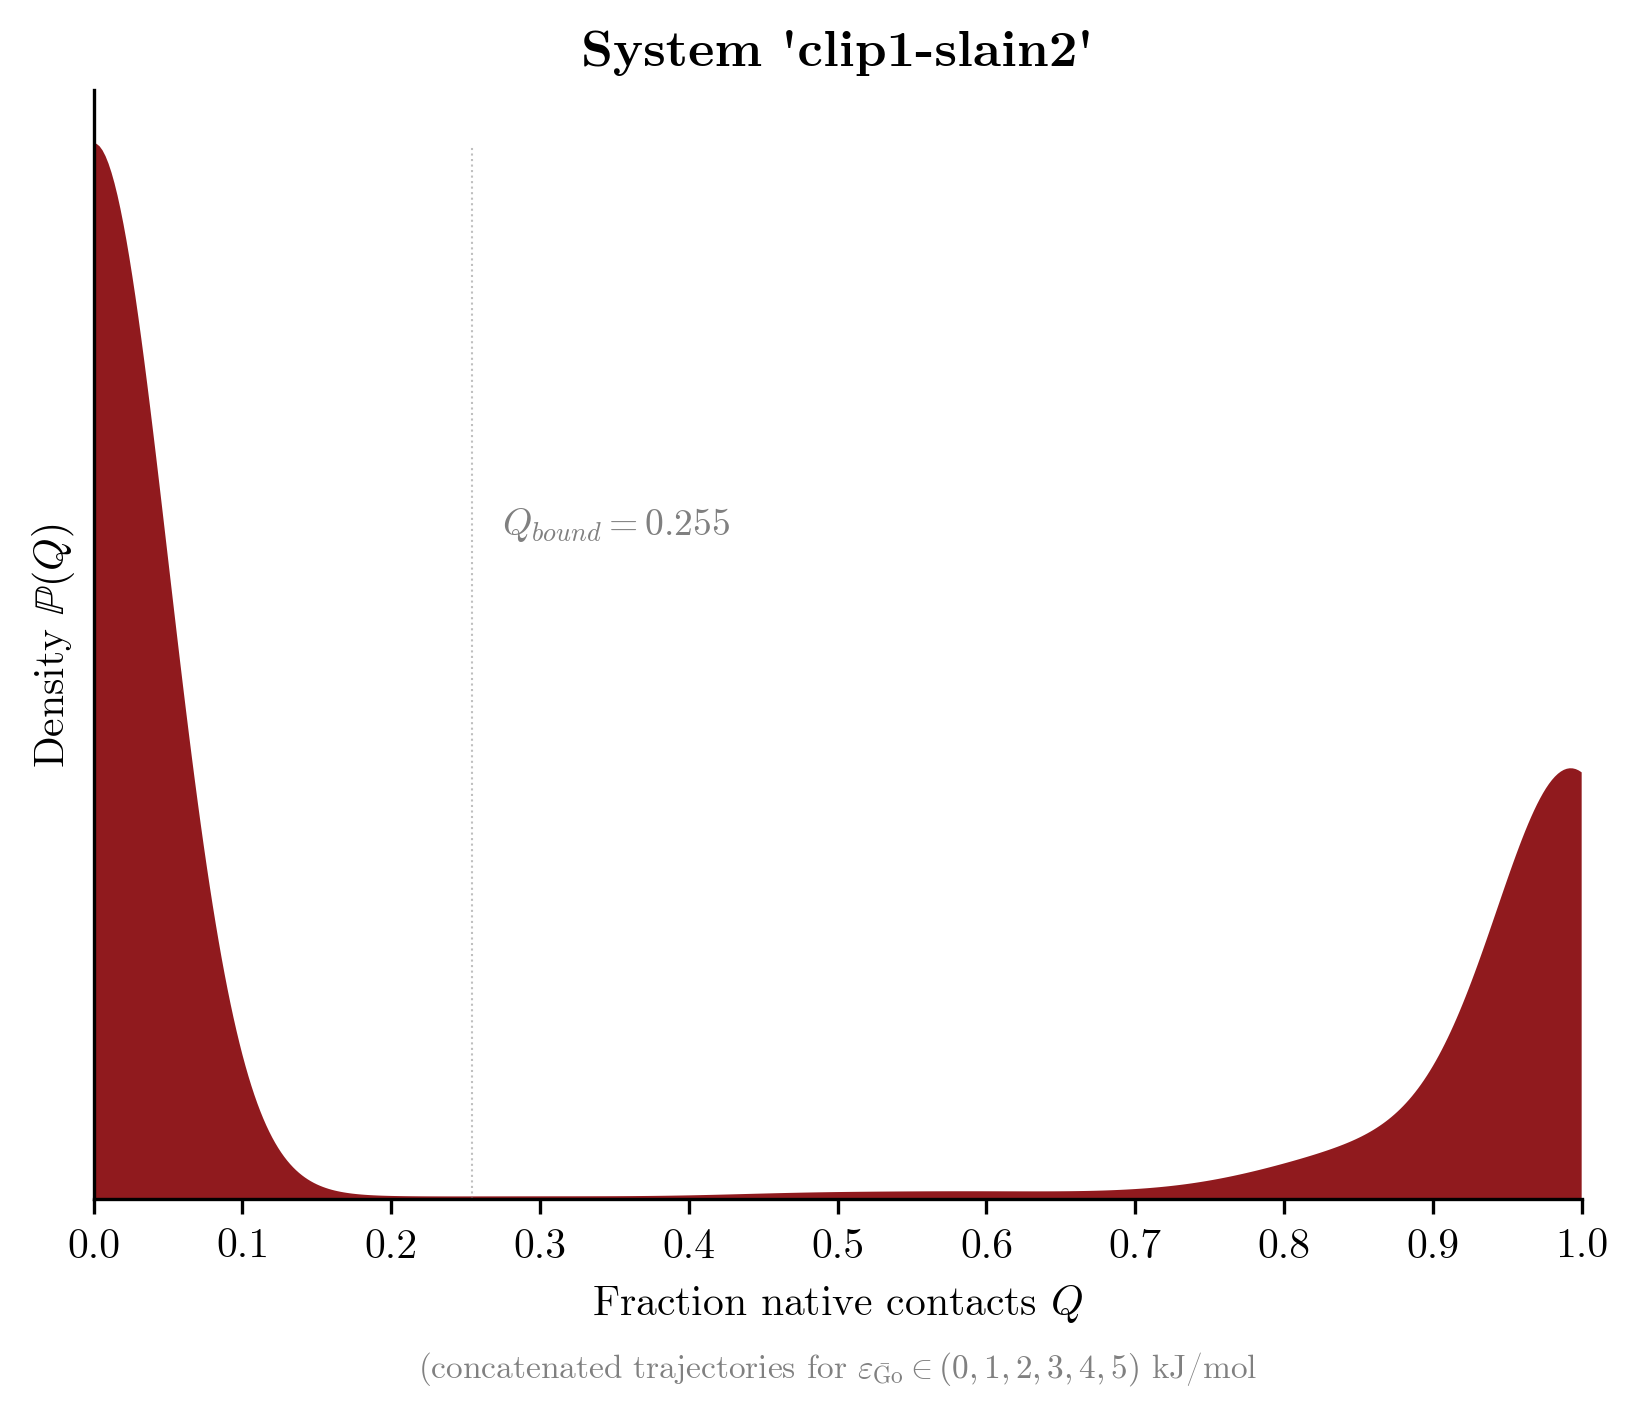 System 'clip1-slain2'
Density ℙ(Q)
Q_bound = 0.255
0.0 0.1 0.2 0.3 0.4 0.5 0.6 0.7 0.8 0.9 1.0
Fraction native contacts Q
(concatenated trajectories for ε_Ḡo ∈ (0, 1, 2, 3, 4, 5) kJ/mol